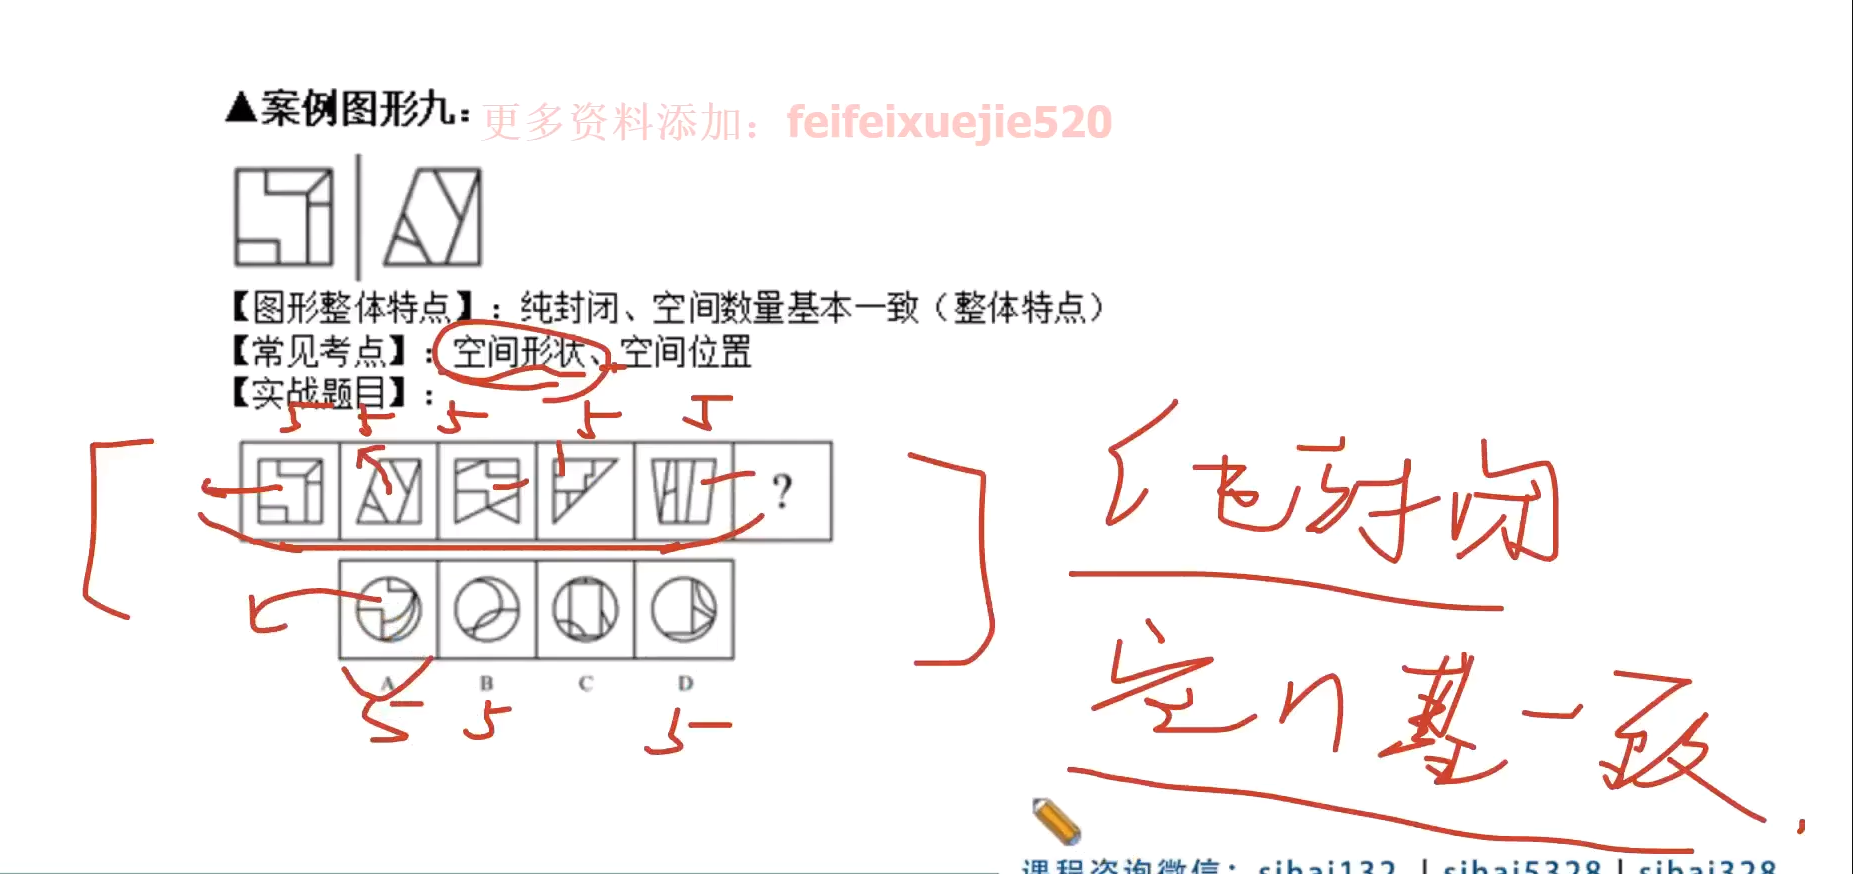 ▲案例图形九：
更多资料添加：feifeixuejie520
【图形整体特点】：纯封闭、空间数量基本一致（整体特点）
【常见考点】：空间形状、空间位置
【实战题目】：
5 5 5 5 5
?
A B C D
5 5 5
封闭
空n基一致
课程咨询微信：sihai132 | sihai5328 | sihai328